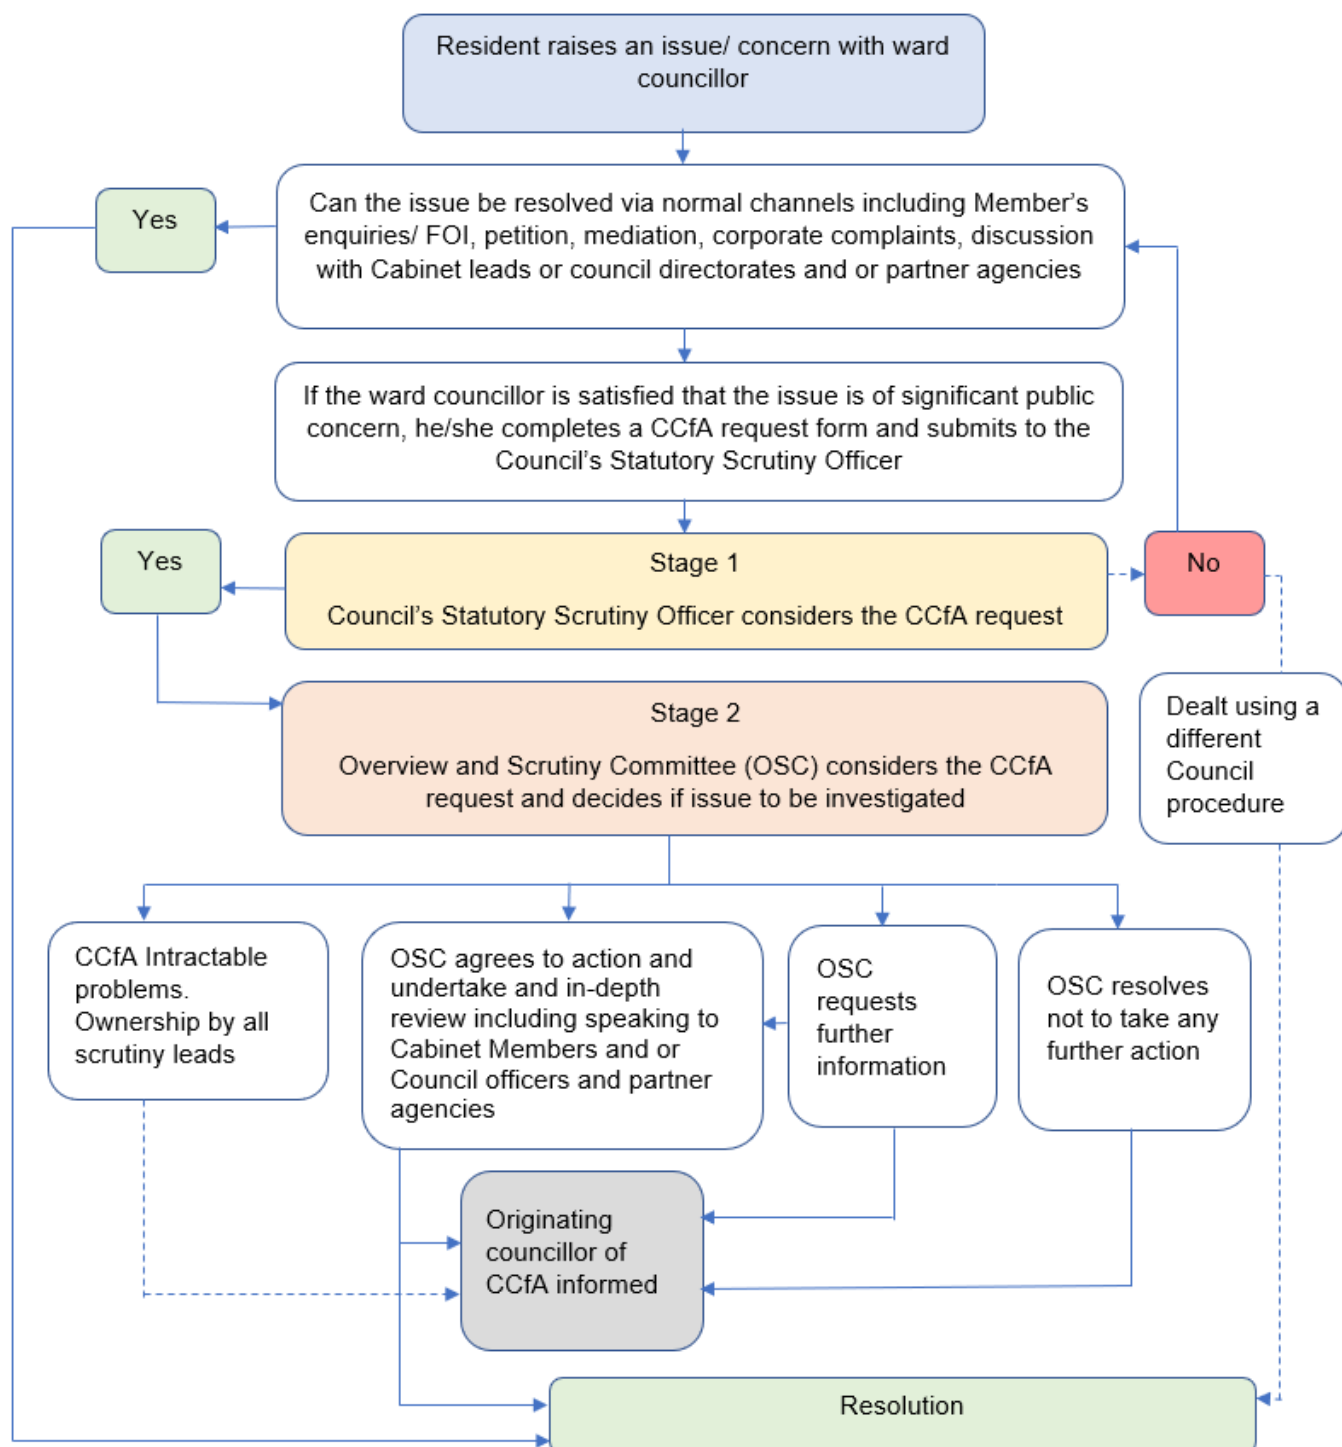 Resident raises an issue/ concern with ward
councillor
Yes
Can the issue be resolved via normal channels including Member’s
enquiries/ FOI, petition, mediation, corporate complaints, discussion
with Cabinet leads or council directorates and or partner agencies
If the ward councillor is satisfied that the issue is of significant public
concern, he/she completes a CCfA request form and submits to the
Council’s Statutory Scrutiny Officer
Yes
Stage 1
Council’s Statutory Scrutiny Officer considers the CCfA request
No
Stage 2
Overview and Scrutiny Committee (OSC) considers the CCfA
request and decides if issue to be investigated
Dealt using a
different
Council
procedure
CCfA Intractable
problems.
Ownership by all
scrutiny leads
OSC agrees to action and
undertake and in-depth
review including speaking to
Cabinet Members and or
Council officers and partner
agencies
OSC
requests
further
information
OSC resolves
not to take any
further action
Originating
councillor of
CCfA informed
Resolution